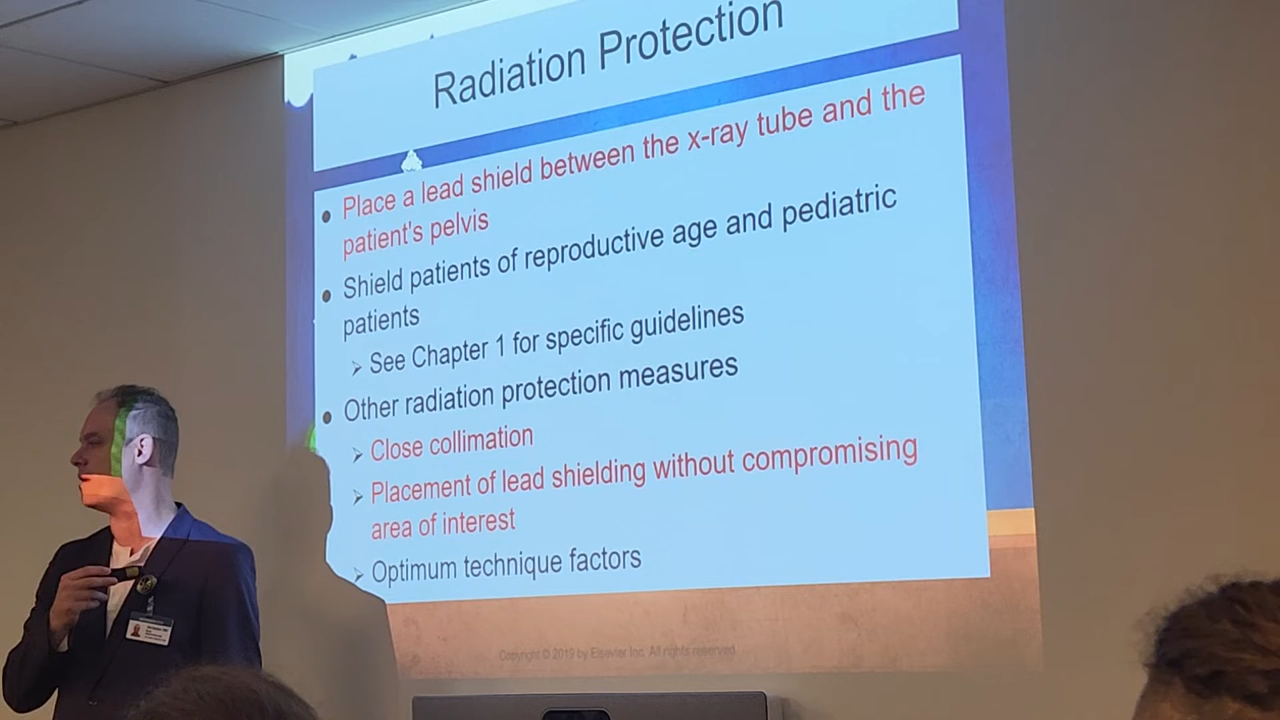 Radiation Protection
• Place a lead shield between the x-ray tube and the
patient's pelvis
• Shield patients of reproductive age and pediatric
patients
➢ See Chapter 1 for specific guidelines
• Other radiation protection measures
➢ Close collimation
➢ Placement of lead shielding without compromising
area of interest
➢ Optimum technique factors
Copyright © 2019 by Elsevier Inc. All rights reserved